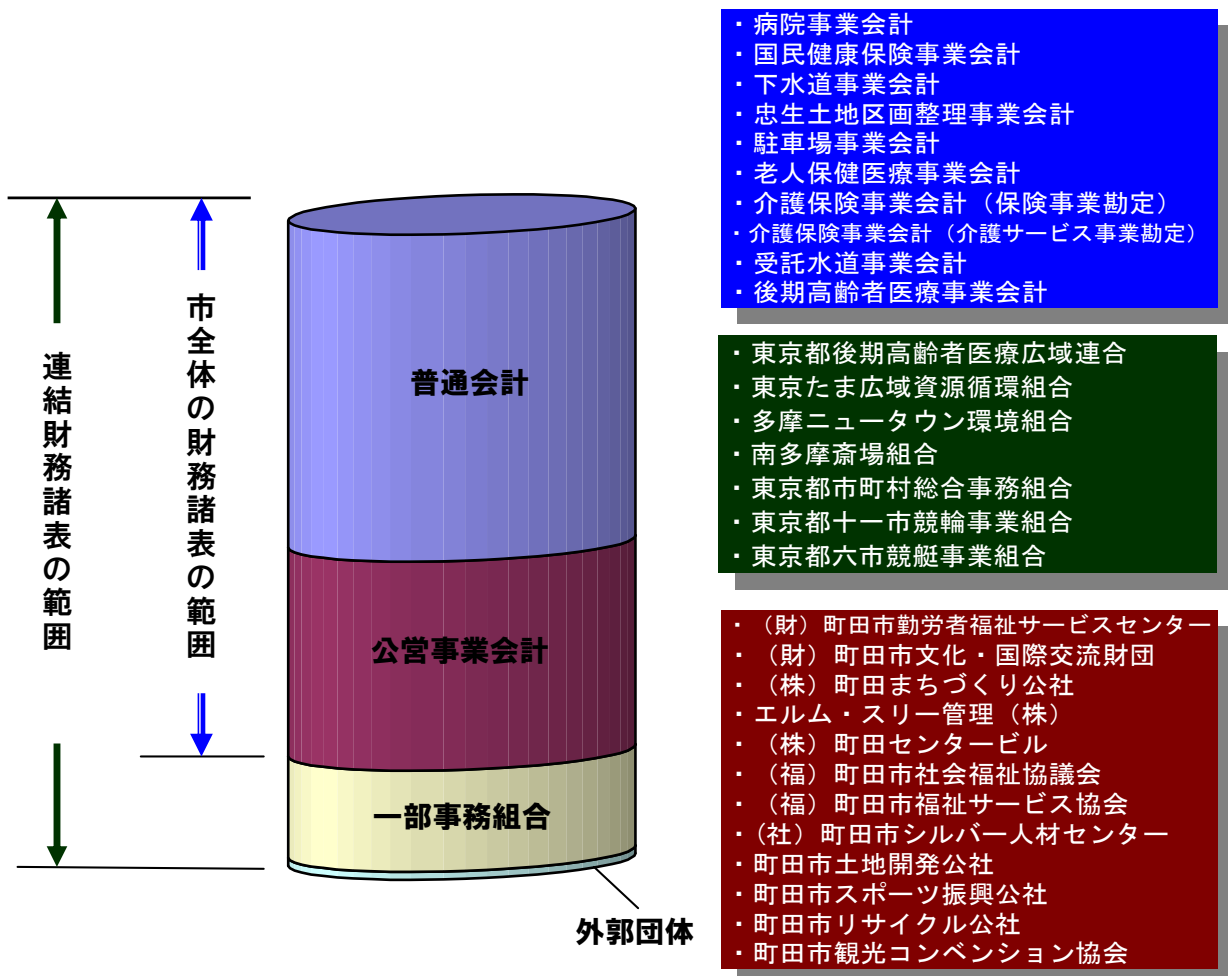 連結財務諸表の範囲
市全体の財務諸表の範囲
普通会計
公営事業会計
一部事務組合
外郭団体
・病院事業会計
・国民健康保険事業会計
・下水道事業会計
・忠生土地区画整理事業会計
・駐車場事業会計
・老人保健医療事業会計
・介護保険事業会計（保険事業勘定）
・介護保険事業会計（介護サービス事業勘定）
・受託水道事業会計
・後期高齢者医療事業会計
・東京都後期高齢者医療広域連合
・東京たま広域資源循環組合
・多摩ニュータウン環境組合
・南多摩斎場組合
・東京都市町村総合事務組合
・東京都十一市競輪事業組合
・東京都六市競艇事業組合
・（財）町田市勤労者福祉サービスセンター
・（財）町田市文化・国際交流財団
・（株）町田まちづくり公社
・エルム・スリー管理（株）
・（株）町田センタービル
・（福）町田市社会福祉協議会
・（福）町田市福祉サービス協会
・(社）町田市シルバー人材センター
・町田市土地開発公社
・町田市スポーツ振興公社
・町田市リサイクル公社
・町田市観光コンベンション協会